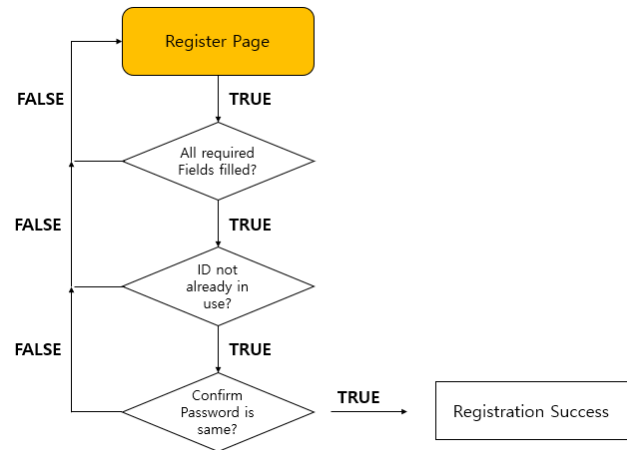 Register Page
FALSE
TRUE
All required
Fields filled?
FALSE
TRUE
ID not
already in
use?
FALSE
TRUE
Confirm
Password is
same?
TRUE
Registration Success